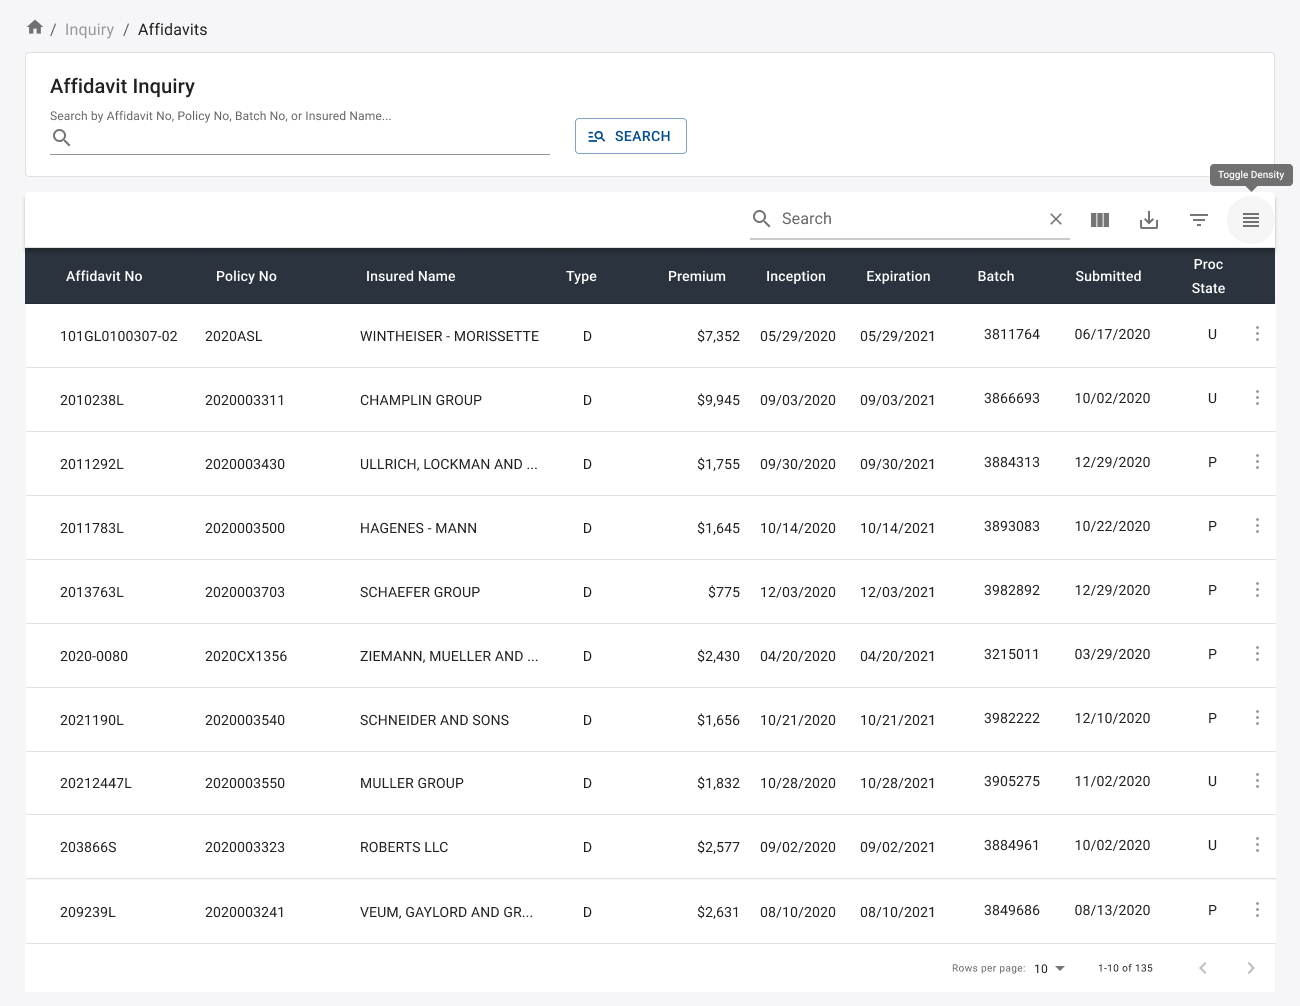 / Inquiry / Affidavits
Affidavit Inquiry
Search by Affidavit No, Policy No, Batch No, or Insured Name...
SEARCH
Toggle Density
Search
Affidavit No Policy No Insured Name Type Premium Inception Expiration Batch Submitted Proc State
101GL0100307-02 2020ASL WINTHEISER - MORISSETTE D $7,352 05/29/2020 05/29/2021 3811764 06/17/2020 U
2010238L 2020003311 CHAMPLIN GROUP D $9,945 09/03/2020 09/03/2021 3866693 10/02/2020 U
2011292L 2020003430 ULLRICH, LOCKMAN AND ... D $1,755 09/30/2020 09/30/2021 3884313 12/29/2020 P
2011783L 2020003500 HAGENES - MANN D $1,645 10/14/2020 10/14/2021 3893083 10/22/2020 P
2013763L 2020003703 SCHAEFER GROUP D $775 12/03/2020 12/03/2021 3982892 12/29/2020 P
2020-0080 2020CX1356 ZIEMANN, MUELLER AND ... D $2,430 04/20/2020 04/20/2021 3215011 03/29/2020 P
2021190L 2020003540 SCHNEIDER AND SONS D $1,656 10/21/2020 10/21/2021 3982222 12/10/2020 P
20212447L 2020003550 MULLER GROUP D $1,832 10/28/2020 10/28/2021 3905275 11/02/2020 U
203866S 2020003323 ROBERTS LLC D $2,577 09/02/2020 09/02/2021 3884961 10/02/2020 U
209239L 2020003241 VEUM, GAYLORD AND GR... D $2,631 08/10/2020 08/10/2021 3849686 08/13/2020 P
Rows per page: 10 1-10 of 135